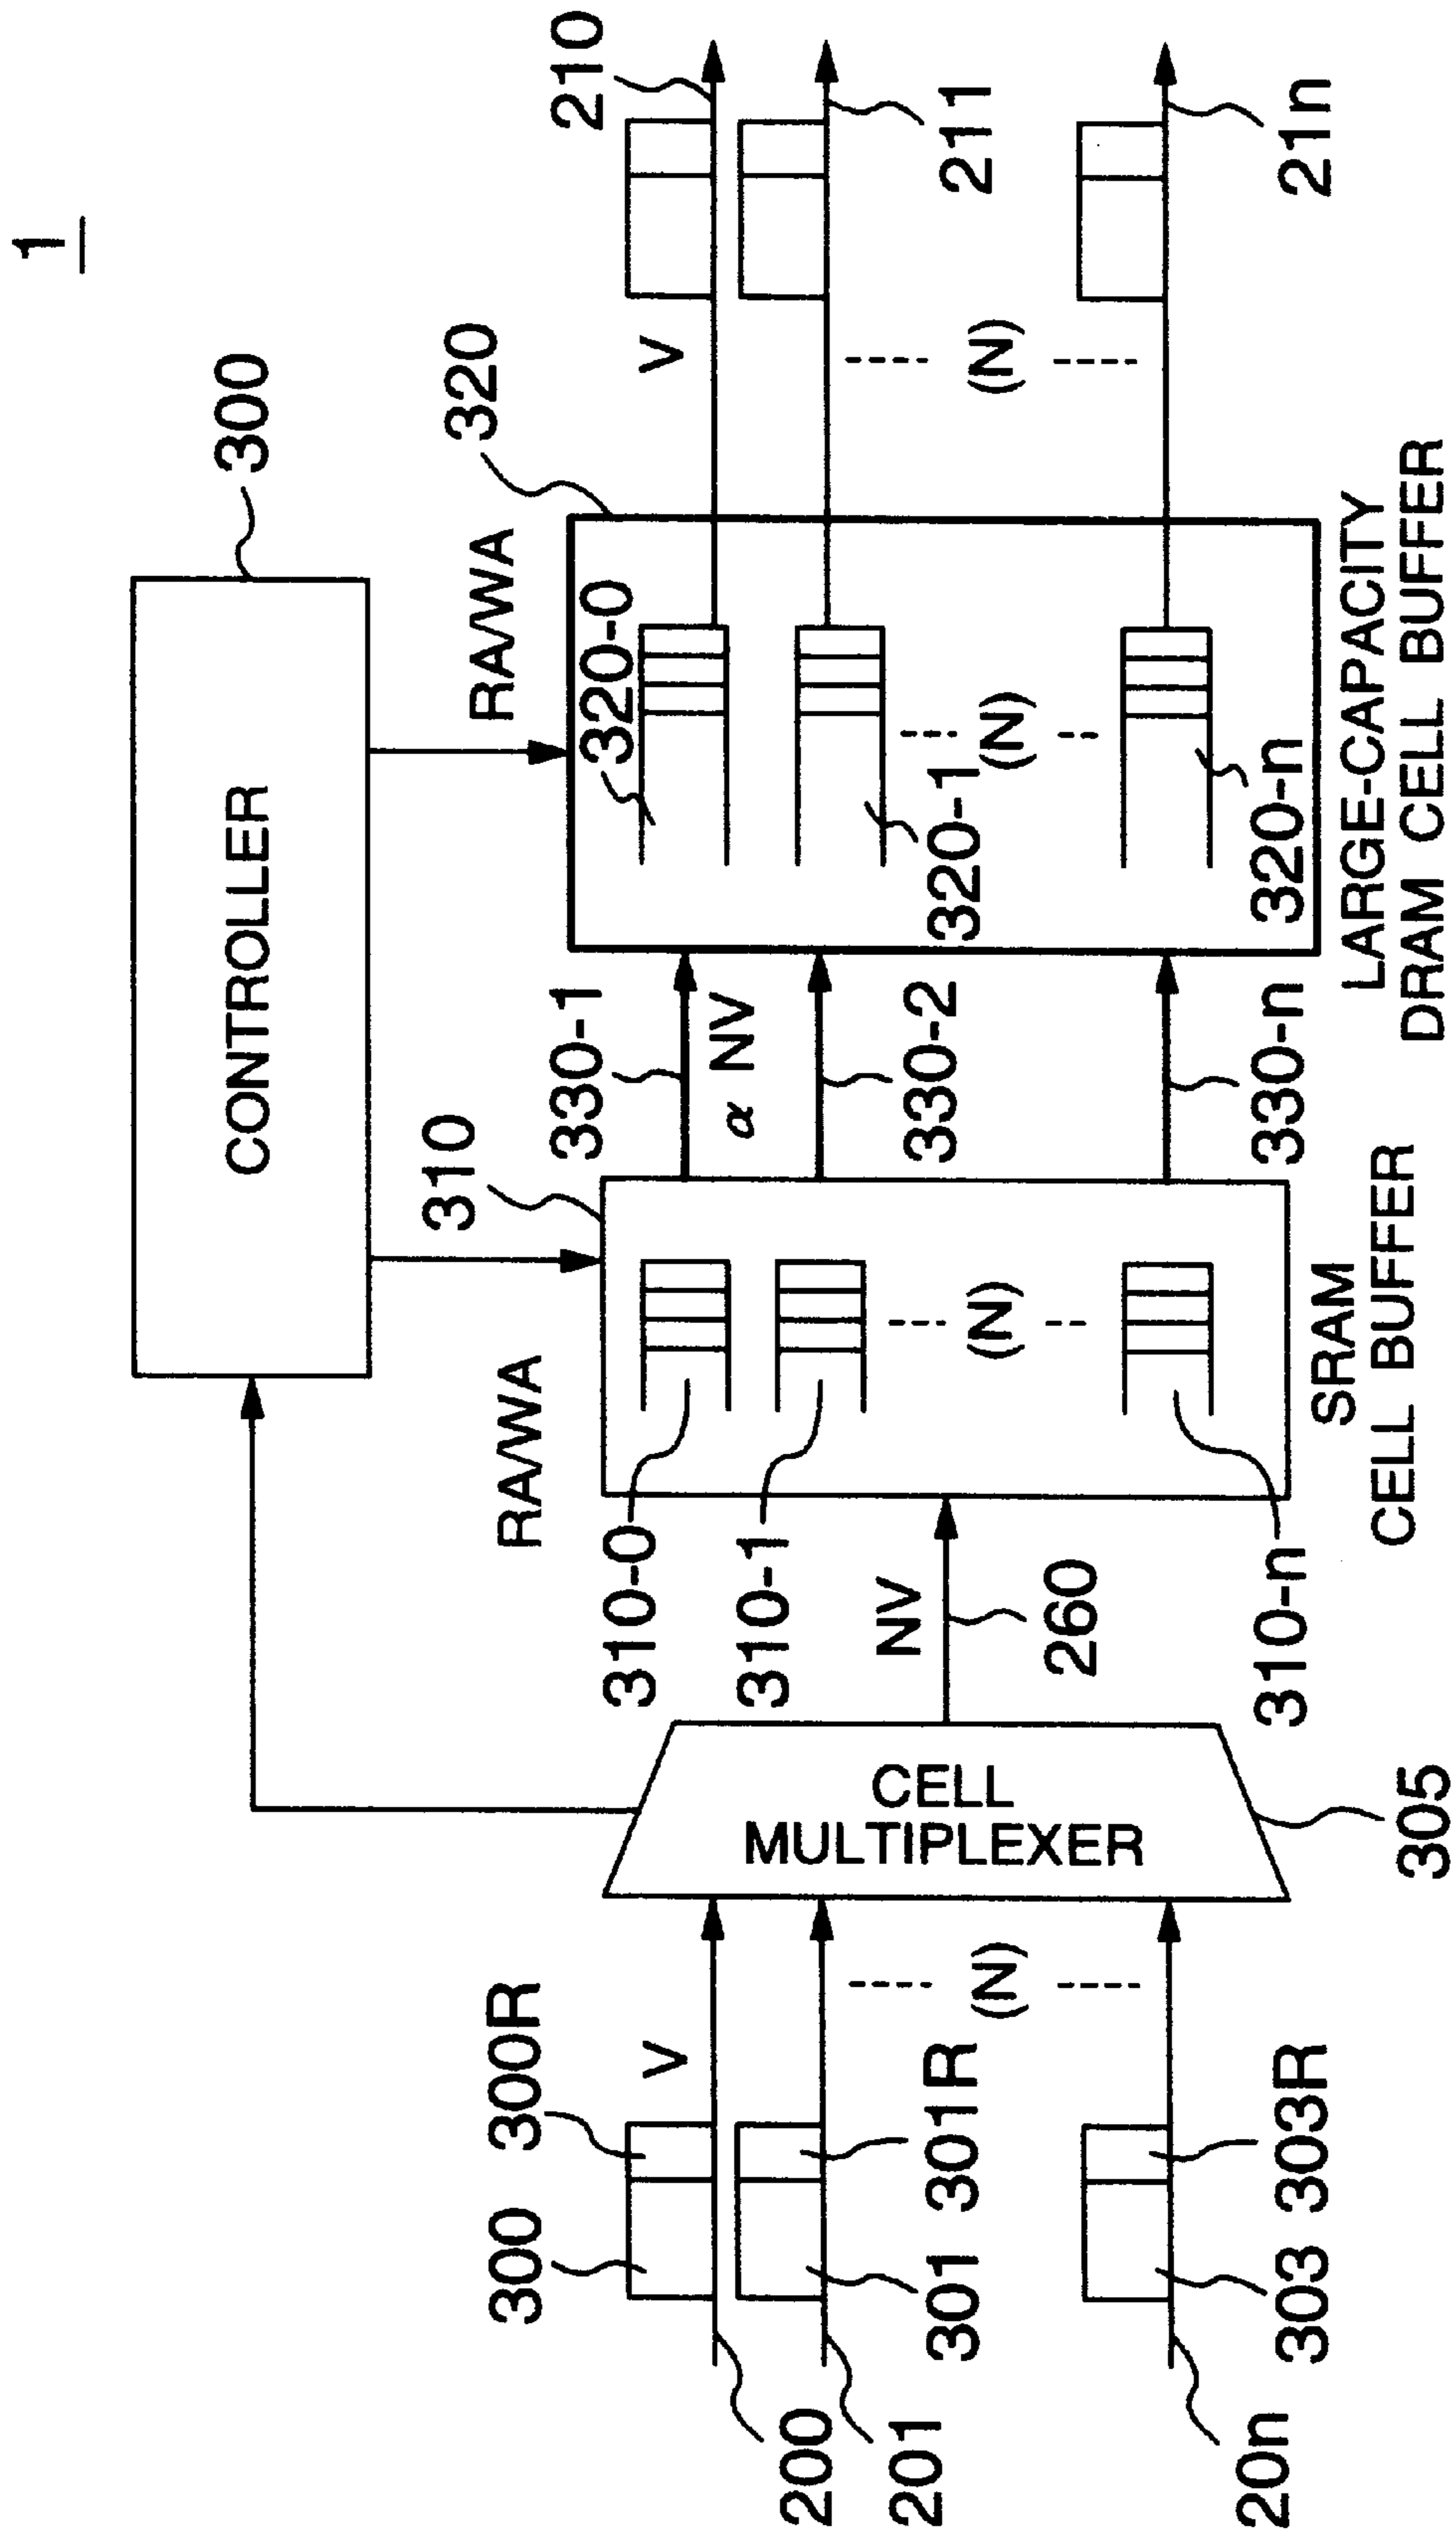 1
CONTROLLER
300
RA/WA
310
RA/WA
320
300
300R
V
200
301
301R
201
(N)
303
303R
20n
CELL
MULTIPLEXER
305
NV
260
310-0
310-1
(N)
310-n
SRAM
CELL BUFFER
330-1
α NV
330-2
330-n
320-0
320-1
(N)
320-n
LARGE-CAPACITY
DRAM CELL BUFFER
V
210
211
(N)
21n